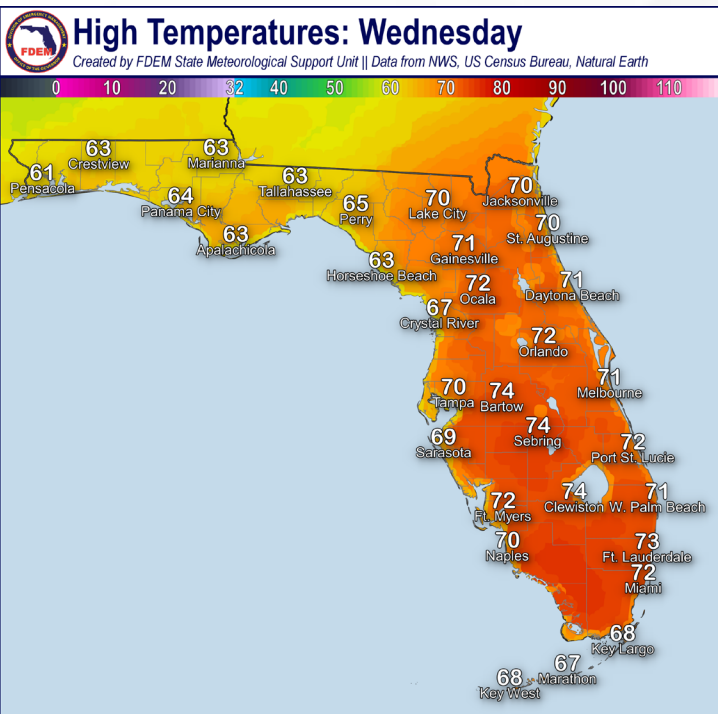 High Temperatures: Wednesday
Created by FDEM State Meteorological Support Unit || Data from NWS, US Census Bureau, Natural Earth
FDEM
0 10 20 32 40 50 60 70 80 90 100 110
63
Crestview
63
Marianna
61
Pensacola
63
Tallahassee
64
Panama City
65
Perry
70
Lake City
70
Jacksonville
63
Apalachicola
70
St. Augustine
71
Gainesville
63
Horseshoe Beach
72
Ocala
71
Daytona Beach
67
Crystal River
72
Orlando
70
Tampa
74
Bartow
71
Melbourne
69
Sarasota
74
Sebring
72
Port St. Lucie
72
Ft. Myers
74
Clewiston
71
W. Palm Beach
70
Naples
73
Ft. Lauderdale
72
Miami
68
Key Largo
67
Marathon
68
Key West